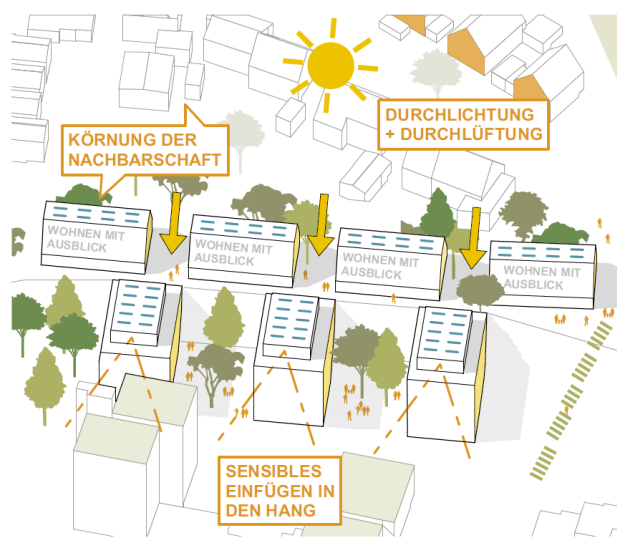 DURCHLICHTUNG
+ DURCHLÜFTUNG
KÖRNUNG DER
NACHBARSCHAFT
WOHNEN MIT
AUSBLICK
WOHNEN MIT
AUSBLICK
WOHNEN MIT
AUSBLICK
WOHNEN MIT
AUSBLICK
SENSIBLES
EINFÜGEN IN
DEN HANG